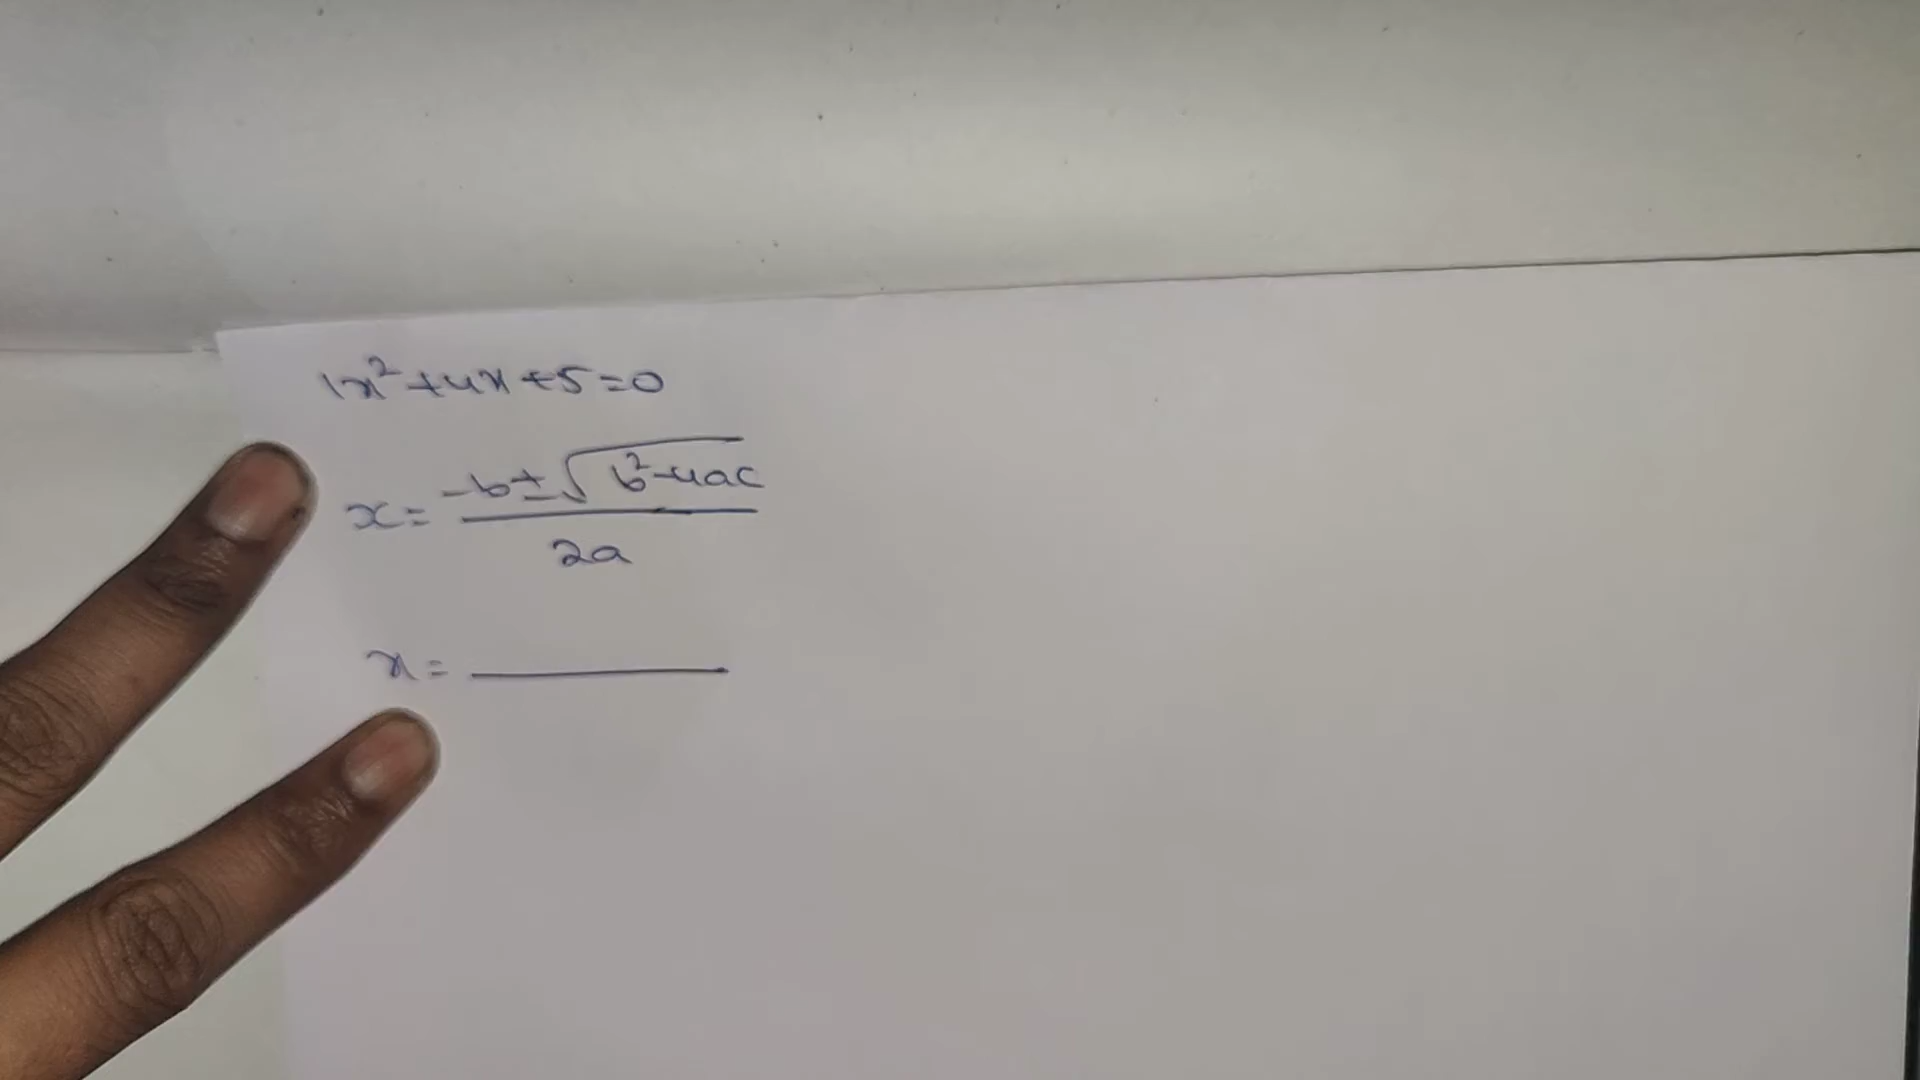 1x²+4x+5=0
x = -b±√b²-4ac / 2a
x = ———